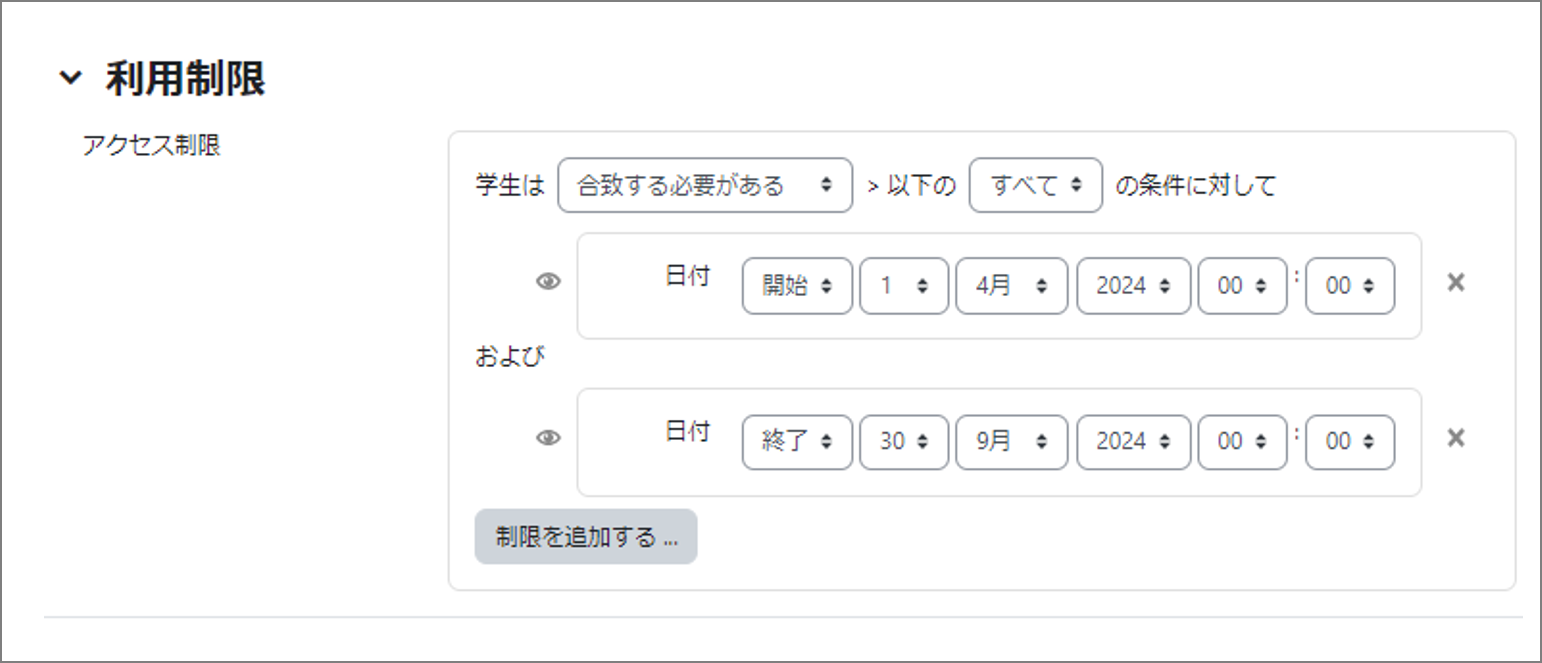 利用制限
アクセス制限
学生は 合致する必要がある > 以下の すべて の条件に対して
日付 開始 1 4月 2024 00 : 00
および
日付 終了 30 9月 2024 00 : 00
制限を追加する ...